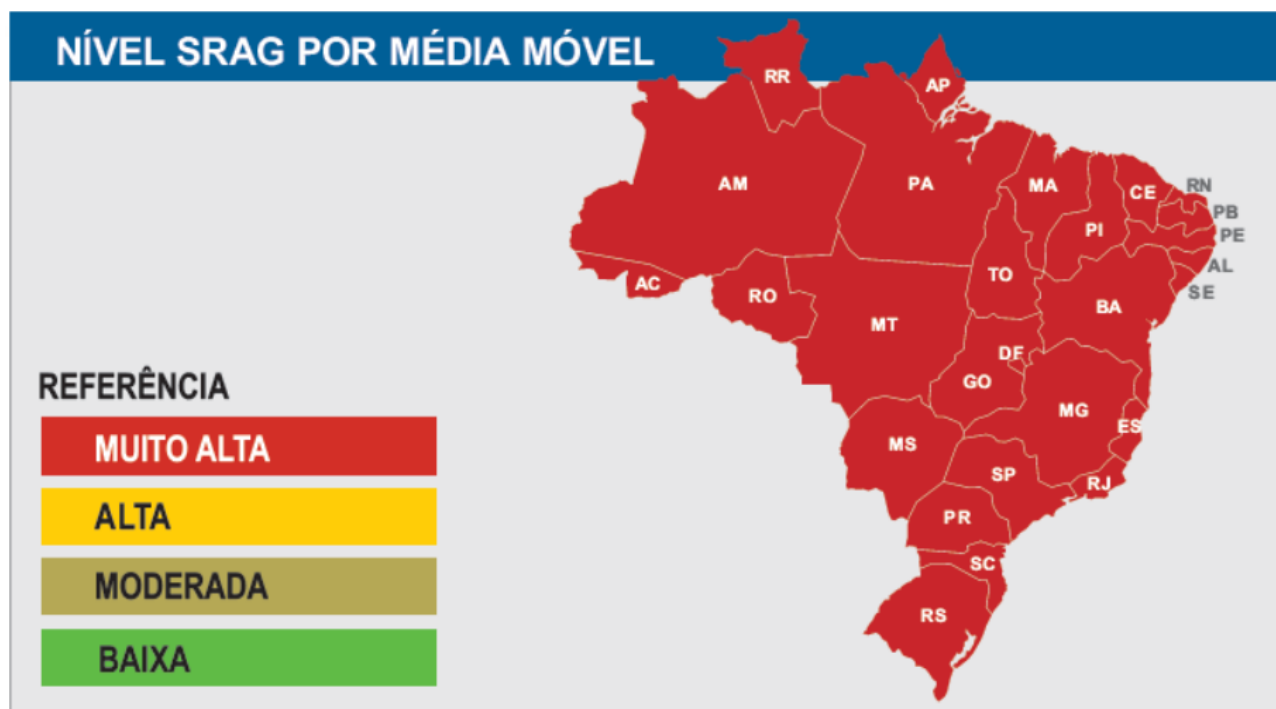 NÍVEL SRAG POR MÉDIA MÓVEL
RR
AP
AM
PA
MA
CE
RN
PB
PE
PI
AL
SE
AC
RO
TO
BA
MT
DF
GO
MG
ES
MS
SP
RJ
PR
SC
RS
REFERÊNCIA
MUITO ALTA
ALTA
MODERADA
BAIXA